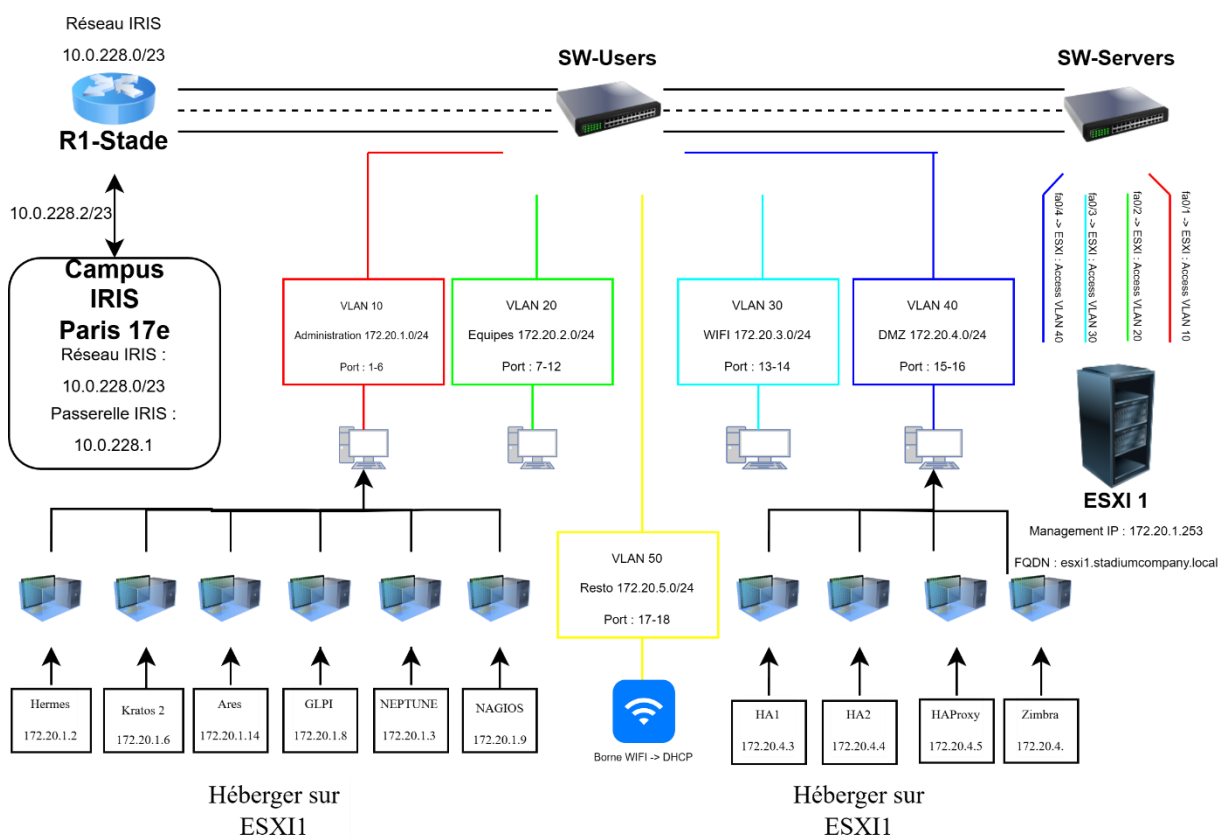 Réseau IRIS
10.0.228.0/23
R1-Stade
SW-Users
SW-Servers
10.0.228.2/23
Campus
IRIS
Paris 17e
Réseau IRIS :
10.0.228.0/23
Passerelle IRIS :
10.0.228.1
VLAN 10
Administration 172.20.1.0/24
Port : 1-6
VLAN 20
Equipes 172.20.2.0/24
Port : 7-12
VLAN 30
WIFI 172.20.3.0/24
Port : 13-14
VLAN 40
DMZ 172.20.4.0/24
Port : 15-16
fa0/4 -> ESXI : Access VLAN 40
fa0/3 -> ESXI : Access VLAN 30
fa0/2 -> ESXI : Access VLAN 20
fa0/1 -> ESXI : Access VLAN 10
ESXI 1
Management IP : 172.20.1.253
FQDN : esxi1.stadiumcompany.local
VLAN 50
Resto 172.20.5.0/24
Port : 17-18
Hermes
172.20.1.2
Kratos 2
172.20.1.6
Ares
172.20.1.14
GLPI
172.20.1.8
NEPTUNE
172.20.1.3
NAGIOS
172.20.1.9
Borne WIFI -> DHCP
HA1
172.20.4.3
HA2
172.20.4.4
HAProxy
172.20.4.5
Zimbra
172.20.4.
Héberger sur
ESXI1
Héberger sur
ESXI1